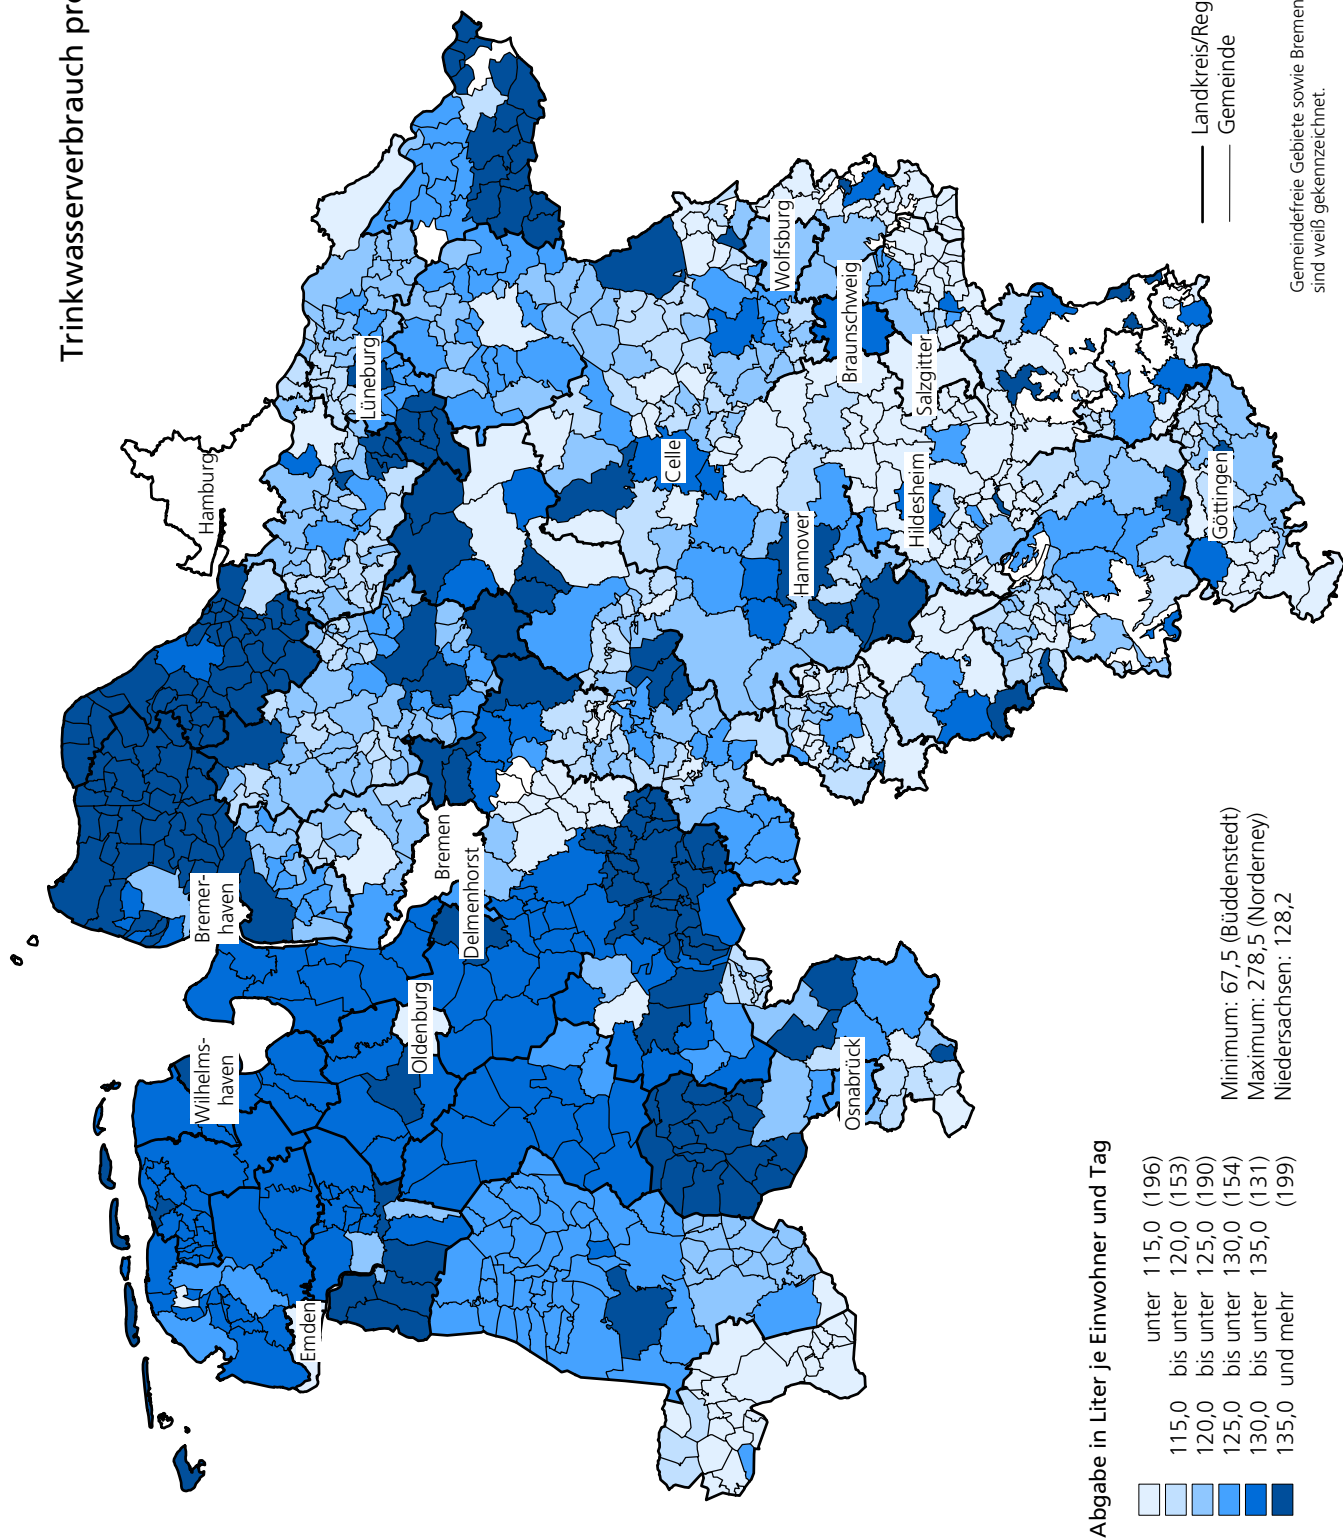 Trinkwasserverbrauch pro
Hamburg
Lüneburg
Bremer-
haven
Wilhelms-
haven
Emden
Oldenburg
Bremen
Delmenhorst
Celle
Wolfsburg
Braunschweig
Hannover
Salzgitter
Hildesheim
Osnabrück
Göttingen
Landkreis/Reg
Gemeinde
Gemeindefreie Gebiete sowie Bremen
sind weiß gekennzeichnet.
Abgabe in Liter je Einwohner und Tag
unter 115,0 (196)
115,0 bis unter 120,0 (153)
120,0 bis unter 125,0 (190)
125,0 bis unter 130,0 (154)
130,0 bis unter 135,0 (131)
135,0 und mehr (199)
Minimum: 67,5 (Büddenstedt)
Maximum: 278,5 (Norderney)
Niedersachsen: 128,2